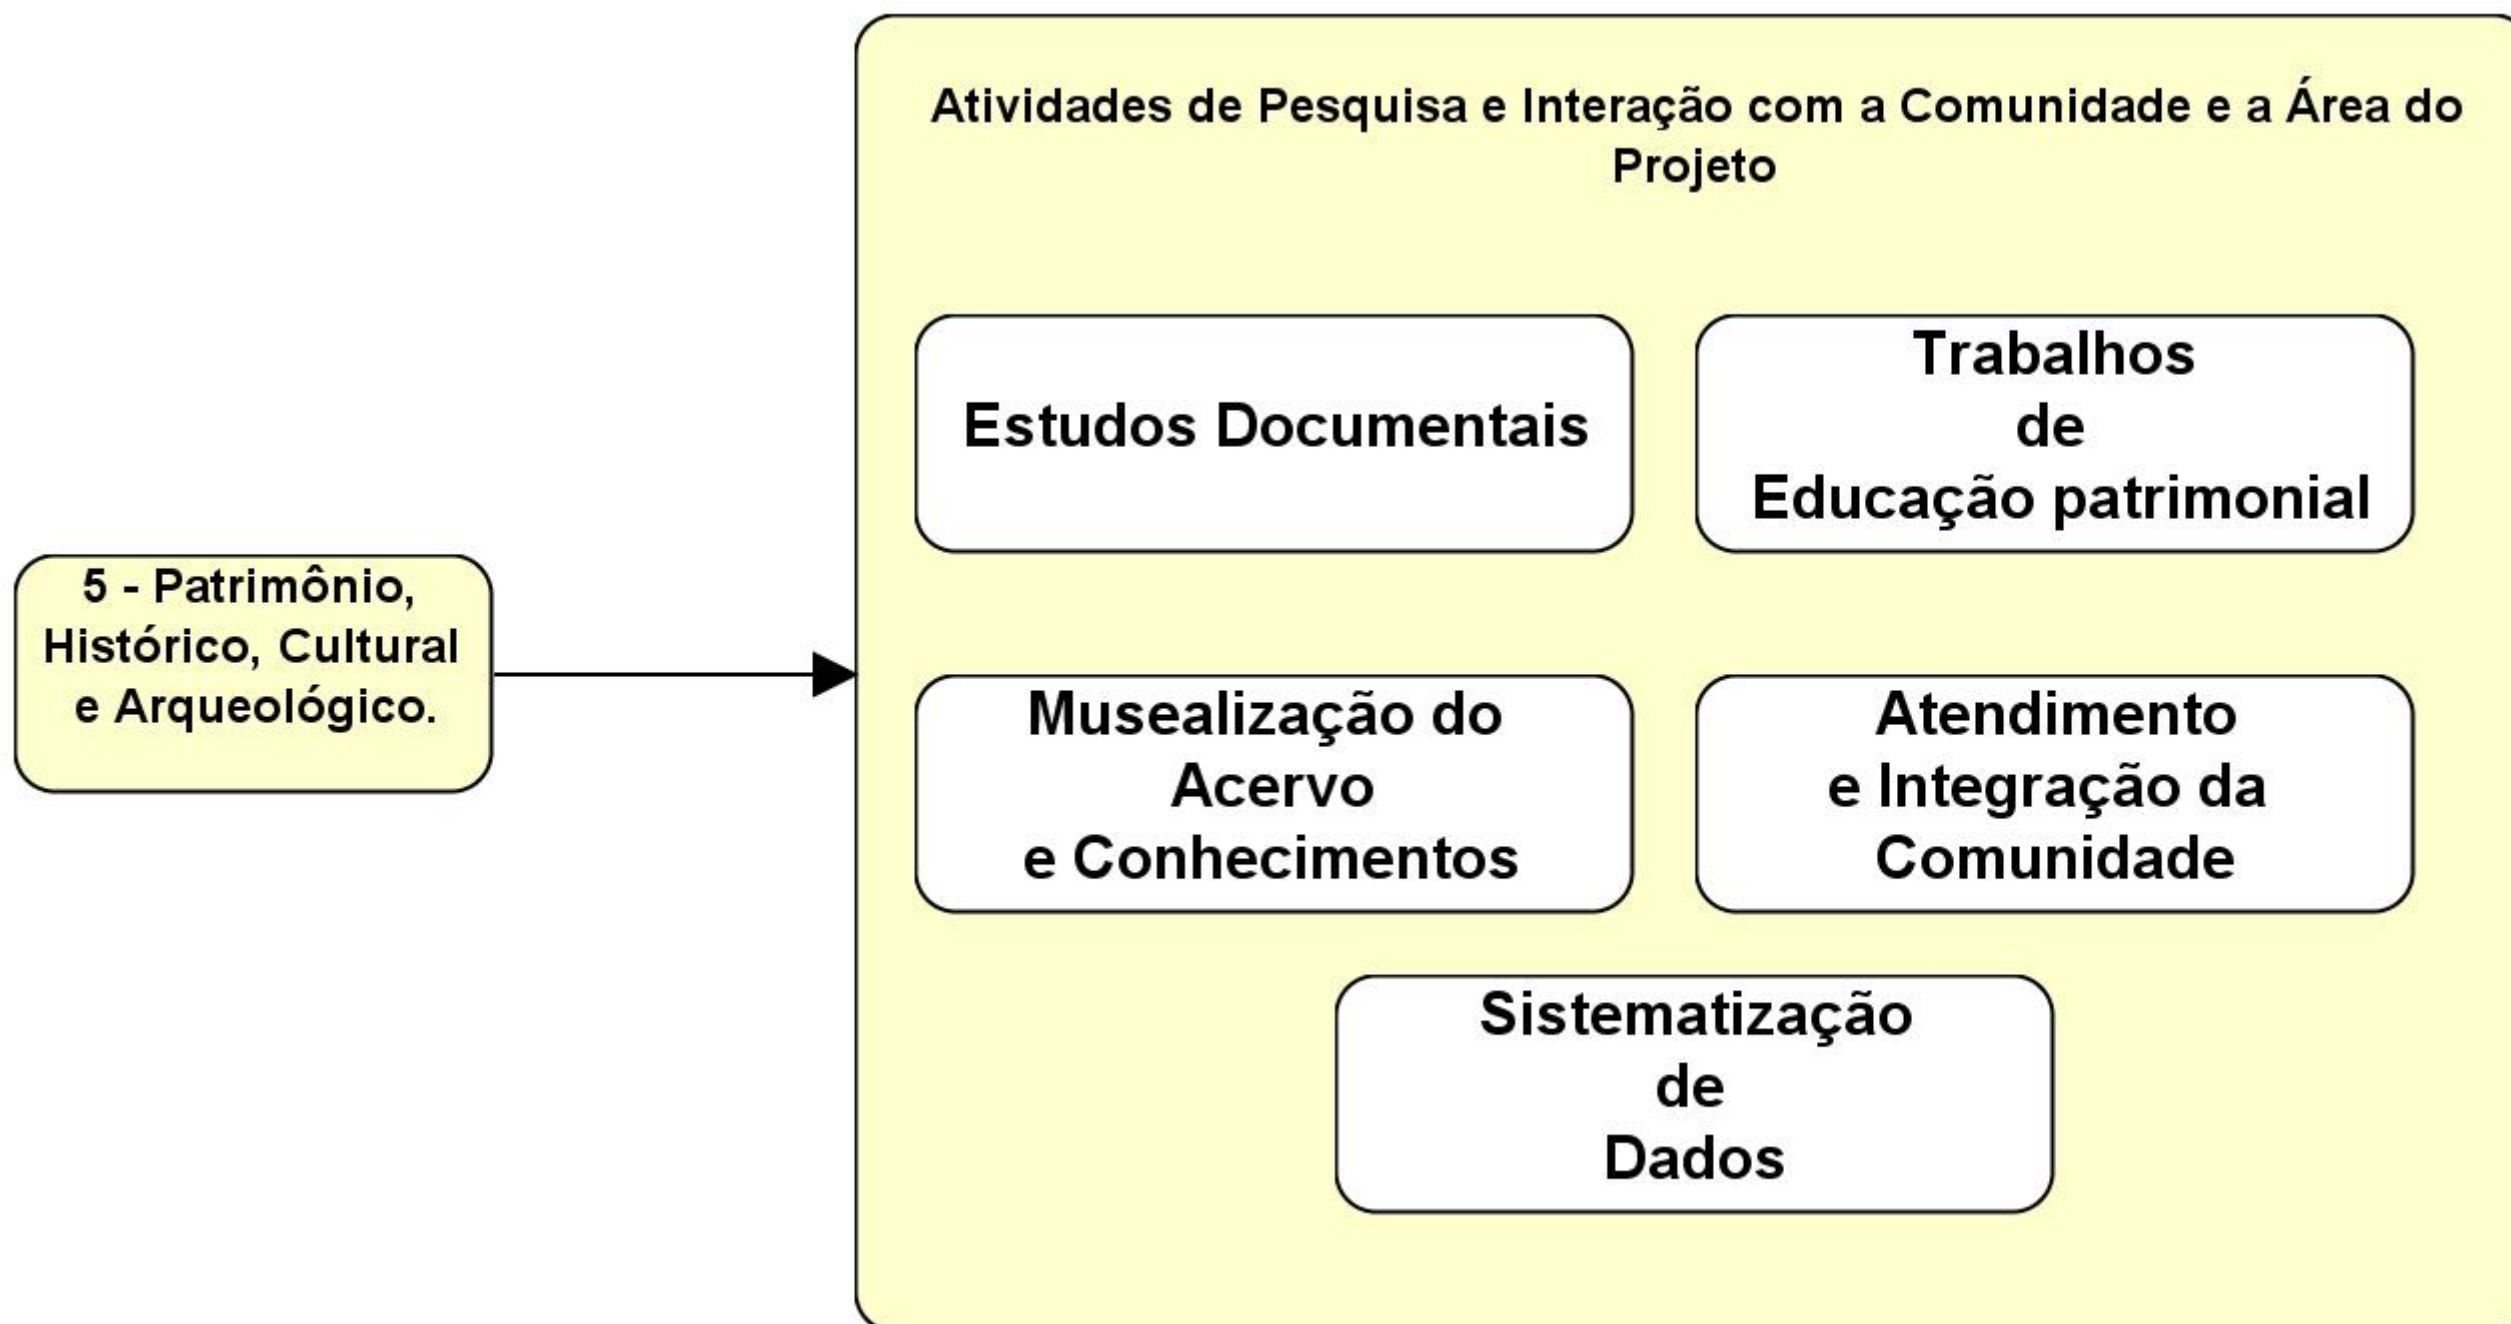 Atividades de Pesquisa e Interação com a Comunidade e a Área do
Projeto
Estudos Documentais
Trabalhos
de
Educação patrimonial
5 - Patrimônio,
Histórico, Cultural
e Arqueológico.
Musealização do
Acervo
e Conhecimentos
Atendimento
e Integração da
Comunidade
Sistematização
de
Dados